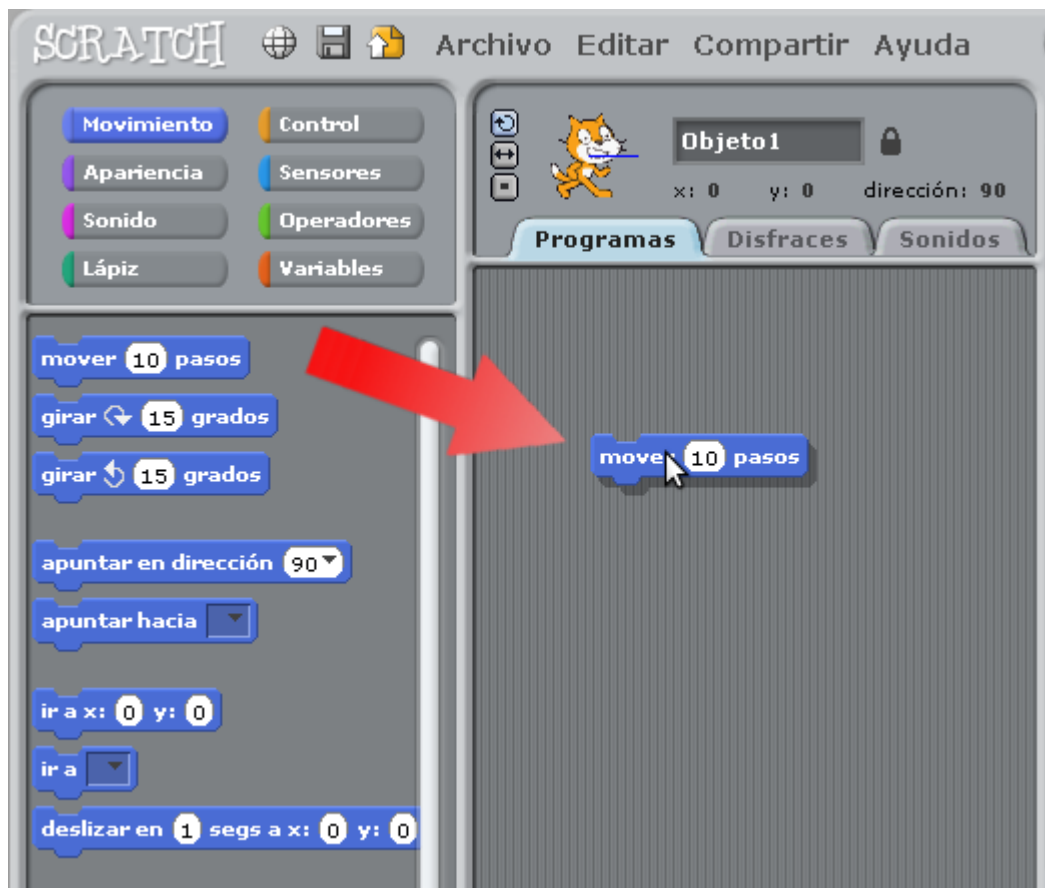 SCRATCH Archivo Editar Compartir Ayuda
Movimiento Control
Apariencia Sensores
Sonido Operadores
Lápiz Variables
Objeto1
x: 0 y: 0 dirección: 90
Programas Disfraces Sonidos
mover 10 pasos
girar 15 grados
girar 15 grados
apuntar en dirección 90
apuntar hacia
ir a x: 0 y: 0
ir a
deslizar en 1 segs a x: 0 y: 0
mover 10 pasos